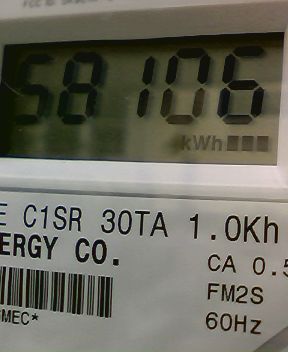 58106
kWh
E C1SR 30TA 1.0Kh
ERGY CO.
CA 0.5
FM2S
MEC*
60Hz